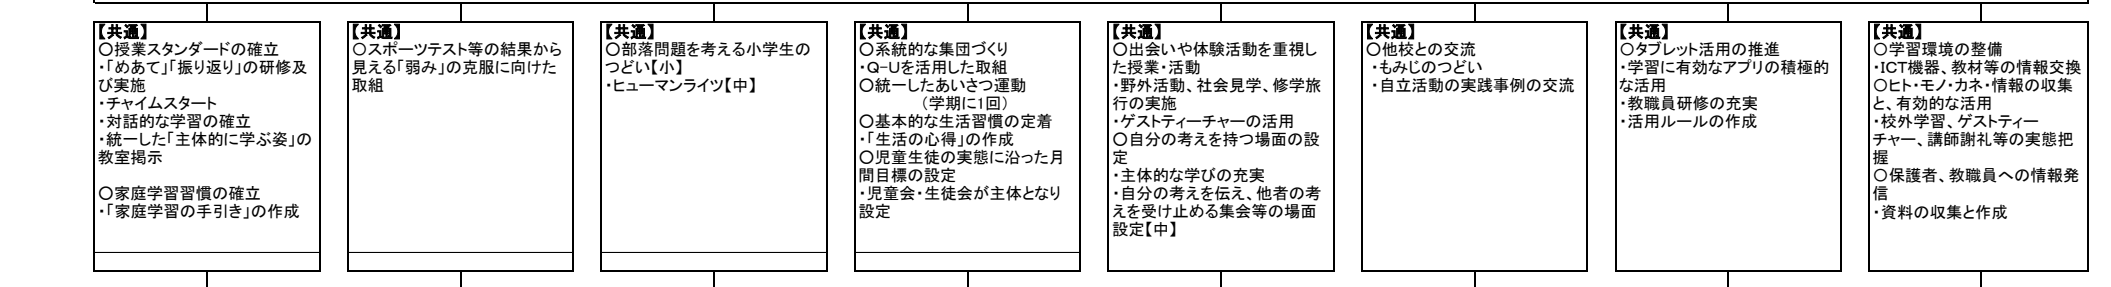 【共通】
〇授業スタンダードの確立
・「めあて」「振り返り」の研修及
び実施
・チャイムスタート
・対話的な学習の確立
・統一した「主体的に学ぶ姿」の
教室掲示
〇家庭学習習慣の確立
・「家庭学習の手引き」の作成
【共通】
〇スポーツテスト等の結果から
見える「弱み」の克服に向けた
取組
【共通】
〇部落問題を考える小学生の
つどい【小】
・ヒューマンライツ【中】
【共通】
〇系統的な集団づくり
・Q-Uを活用した取組
〇統一したあいさつ運動
(学期に1回)
〇基本的な生活習慣の定着
・「生活の心得」の作成
〇児童生徒の実態に沿った月
間目標の設定
・児童会・生徒会が主体となり
設定
【共通】
〇出会いや体験活動を重視し
た授業・活動
・野外活動、社会見学、修学旅
行の実施
・ゲストティーチャーの活用
〇自分の考えを持つ場面の設
定
・主体的な学びの充実
・自分の考えを伝え、他者の考
えを受け止める集会等の場面
設定【中】
【共通】
〇他校との交流
・もみじのつどい
・自立活動の実践事例の交流
【共通】
〇タブレット活用の推進
・学習に有効なアプリの積極的
な活用
・教職員研修の充実
・活用ルールの作成
【共通】
〇学習環境の整備
・ICT機器、教材等の情報交換
〇ヒト・モノ・カネ・情報の収集
と、有効的な活用
・校外学習、ゲストティー
チャー、講師謝礼等の実態把
握
〇保護者、教職員への情報発
信
・資料の収集と作成